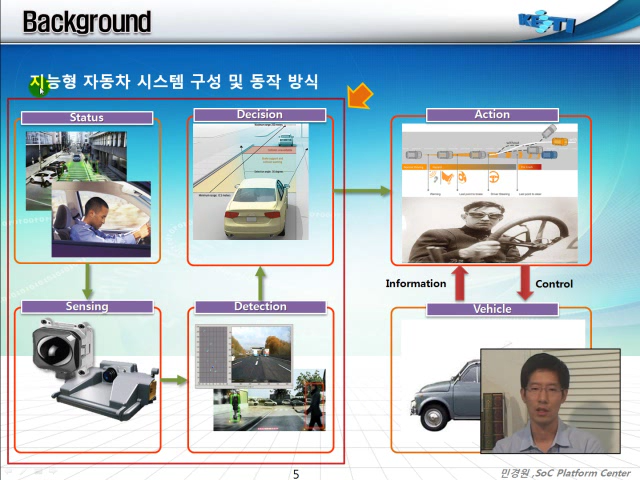 Background
KETI
지능형 자동차 시스템 구성 및 동작 방식
Status
Decision
Action
Information
Control
Sensing
Detection
Vehicle
5
민경원 ,SoC Platform Center